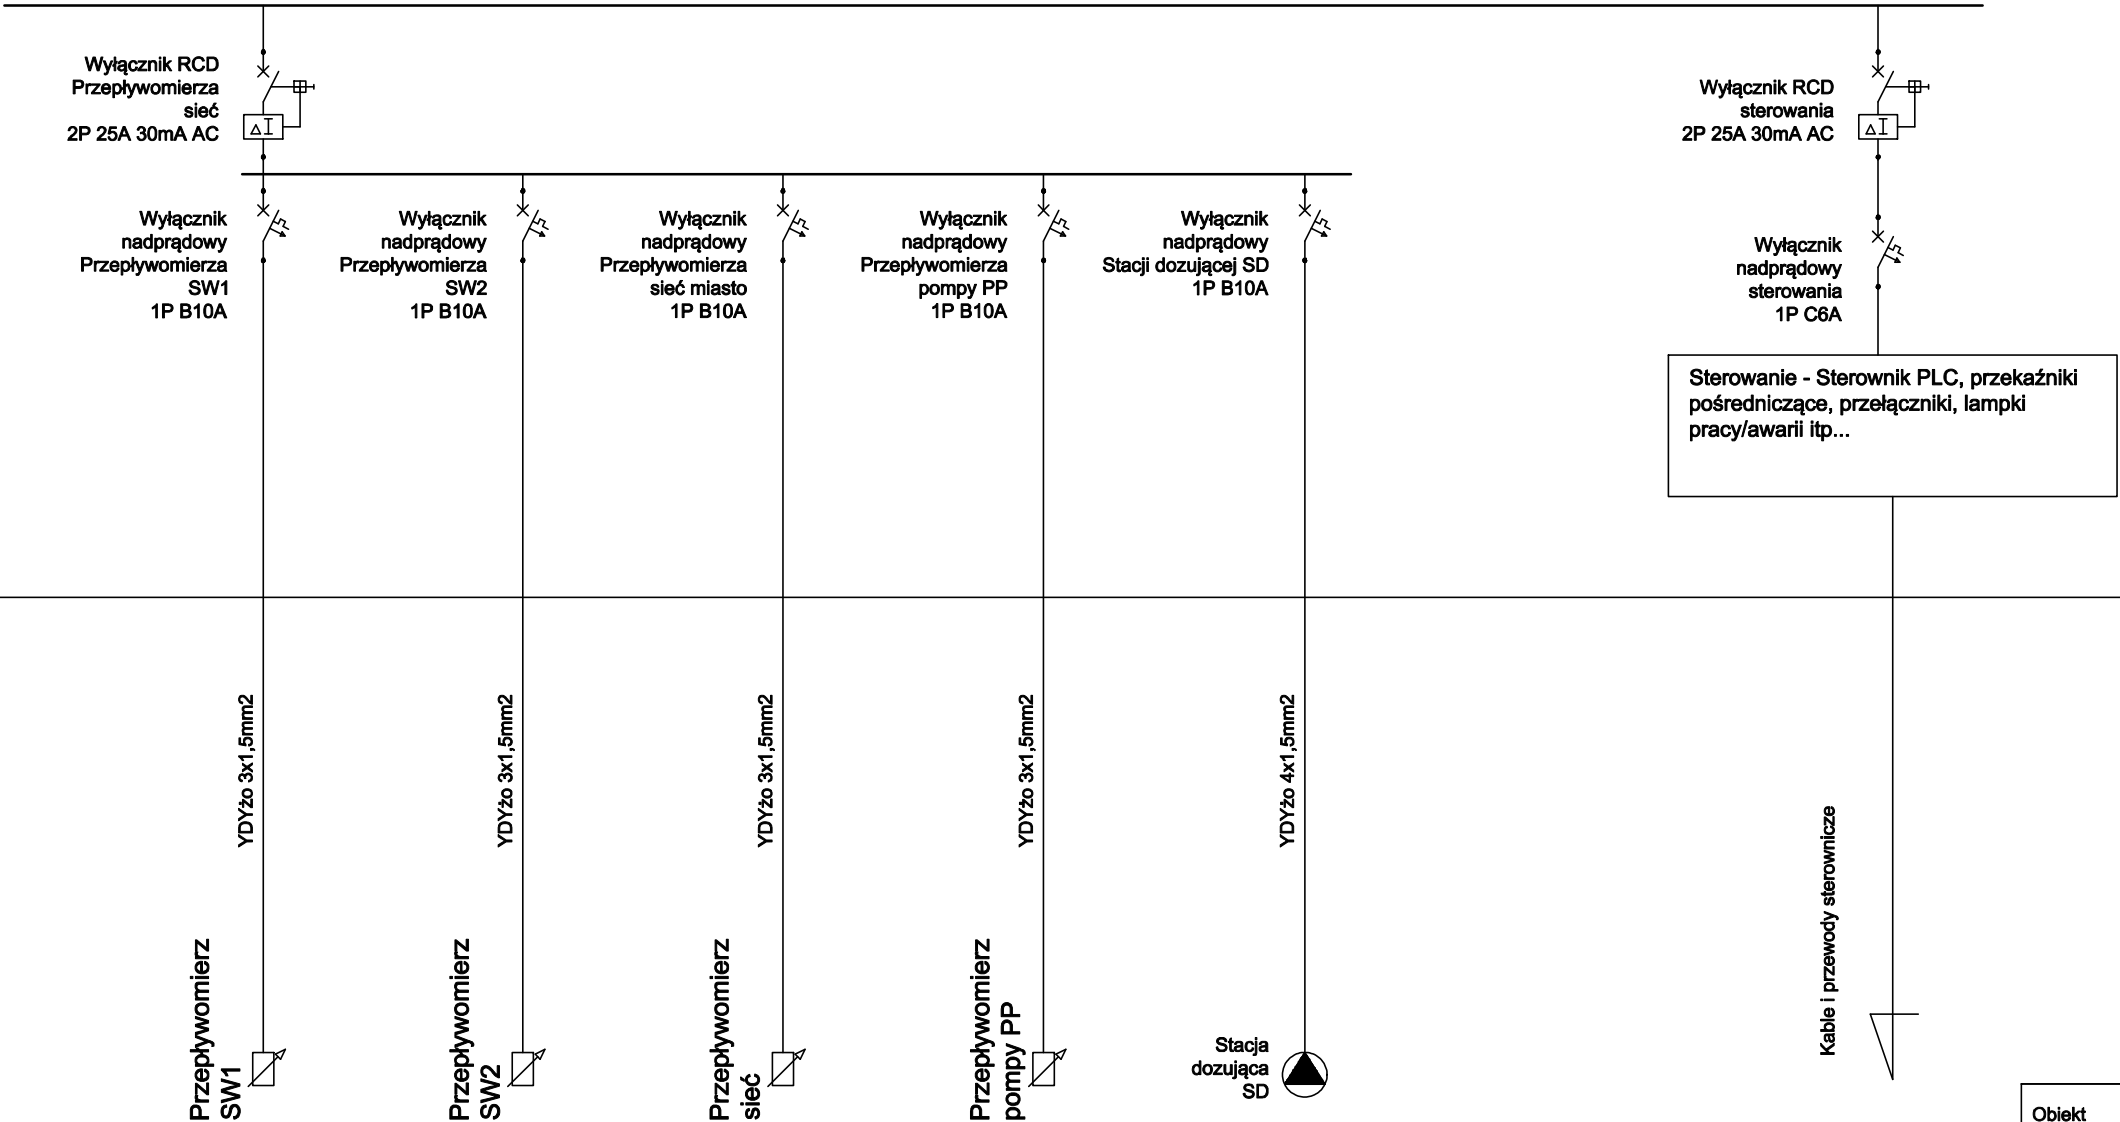 Wyłącznik RCD
Przepływomierza
sieć
2P 25A 30mA AC
Δ I
Wyłącznik RCD
sterowania
2P 25A 30mA AC
Δ I
Wyłącznik
nadprądowy
Przepływomierza
SW1
1P B10A
Wyłącznik
nadprądowy
Przepływomierza
SW2
1P B10A
Wyłącznik
nadprądowy
Przepływomierza
sieć miasto
1P B10A
Wyłącznik
nadprądowy
Przepływomierza
pompy PP
1P B10A
Wyłącznik
nadprądowy
Stacji dozującej SD
1P B10A
Wyłącznik
nadprądowy
sterowania
1P C6A
Sterowanie - Sterownik PLC, przekaźniki
pośredniczące, przełączniki, lampki
pracy/awarii itp...
YDYżo 3x1,5mm2
YDYżo 3x1,5mm2
YDYżo 3x1,5mm2
YDYżo 3x1,5mm2
YDYżo 4x1,5mm2
Kable i przewody sterownicze
Przepływomierz
SW1
Przepływomierz
SW2
Przepływomierz
sieć
Przepływomierz
pompy PP
Stacja
dozująca
SD
Obiekt